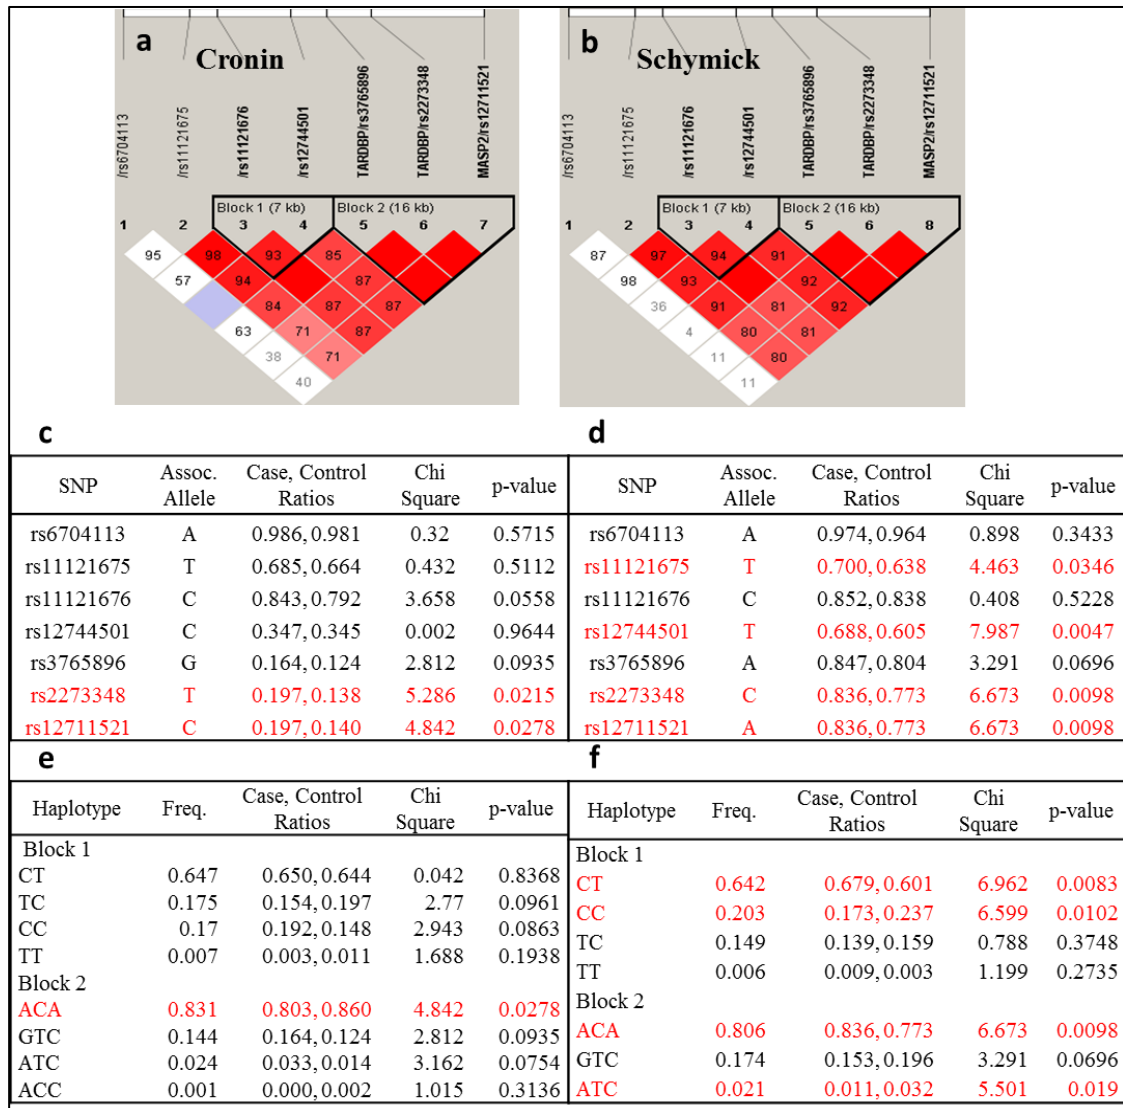 a
Cronin
/rs6704113
/rs11121675
/rs11121676
/rs12744501
TARDBP/rs3765896
TARDBP/rs2273348
MASP2/rs12711521
Block 1 (7 kb) Block 2 (16 kb)
1 2 3 4 5 6 7
95 98 93 85
57 94 87
84 87 87
63 71 87
38 71
40
b
Schymick
/rs6704113
/rs11121675
/rs11121676
/rs12744501
TARDBP/rs3765896
TARDBP/rs2273348
MASP2/rs12711521
Block 1 (7 kb) Block 2 (16 kb)
1 2 3 4 5 6 8
87 97 94 91
98 93 92
36 91 81 92
4 80 81
11 80
11
c
SNP Assoc. Allele Case, Control Ratios Chi Square p-value
rs6704113 A 0.986, 0.981 0.32 0.5715
rs11121675 T 0.685, 0.664 0.432 0.5112
rs11121676 C 0.843, 0.792 3.658 0.0558
rs12744501 C 0.347, 0.345 0.002 0.9644
rs3765896 G 0.164, 0.124 2.812 0.0935
rs2273348 T 0.197, 0.138 5.286 0.0215
rs12711521 C 0.197, 0.140 4.842 0.0278
d
SNP Assoc. Allele Case, Control Ratios Chi Square p-value
rs6704113 A 0.974, 0.964 0.898 0.3433
rs11121675 T 0.700, 0.638 4.463 0.0346
rs11121676 C 0.852, 0.838 0.408 0.5228
rs12744501 T 0.688, 0.605 7.987 0.0047
rs3765896 A 0.847, 0.804 3.291 0.0696
rs2273348 C 0.836, 0.773 6.673 0.0098
rs12711521 A 0.836, 0.773 6.673 0.0098
e
Haplotype Freq. Case, Control Ratios Chi Square p-value
Block 1
CT 0.647 0.650, 0.644 0.042 0.8368
TC 0.175 0.154, 0.197 2.77 0.0961
CC 0.17 0.192, 0.148 2.943 0.0863
TT 0.007 0.003, 0.011 1.688 0.1938
Block 2
ACA 0.831 0.803, 0.860 4.842 0.0278
GTC 0.144 0.164, 0.124 2.812 0.0935
ATC 0.024 0.033, 0.014 3.162 0.0754
ACC 0.001 0.000, 0.002 1.015 0.3136
f
Haplotype Freq. Case, Control Ratios Chi Square p-value
Block 1
CT 0.642 0.679, 0.601 6.962 0.0083
CC 0.203 0.173, 0.237 6.599 0.0102
TC 0.149 0.139, 0.159 0.788 0.3748
TT 0.006 0.009, 0.003 1.199 0.2735
Block 2
ACA 0.806 0.836, 0.773 6.673 0.0098
GTC 0.174 0.153, 0.196 3.291 0.0696
ATC 0.021 0.011, 0.032 5.501 0.019